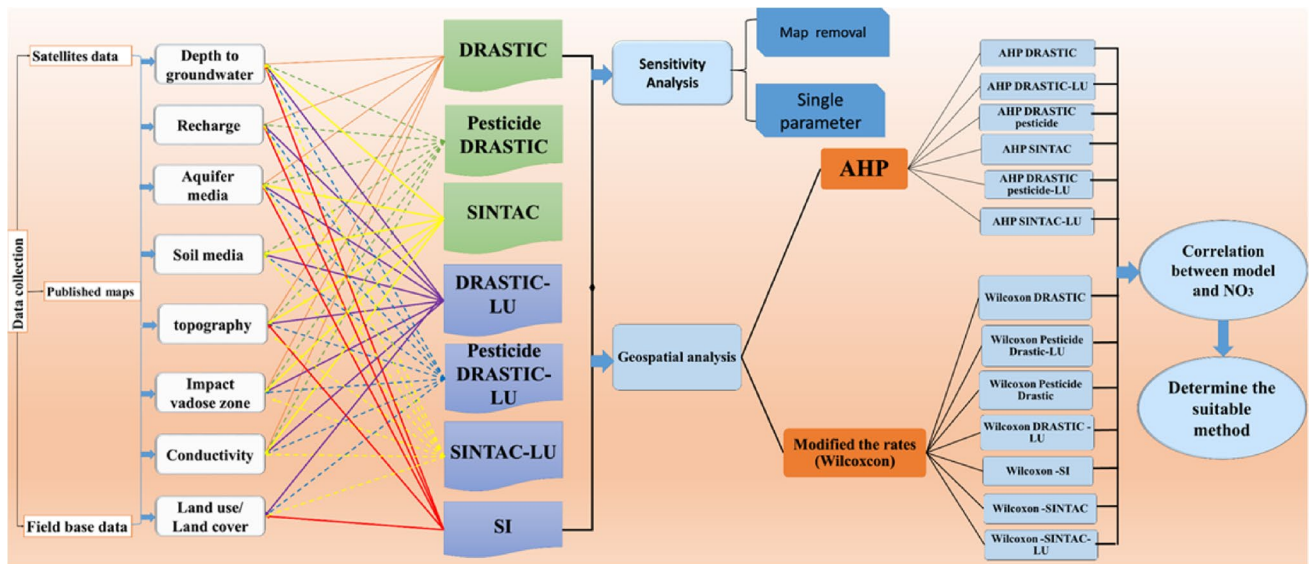 Data collection
Satellites data
Published maps
Field base data
Depth to
groundwater
Recharge
Aquifer
media
Soil media
topography
Impact
vadose zone
Conductivity
Land use/
Land cover
DRASTIC
Pesticide
DRASTIC
SINTAC
DRASTIC-
LU
Pesticide
DRASTIC-
LU
SINTAC-LU
SI
Sensitivity
Analysis
Map removal
Single
parameter
Geospatial analysis
AHP
Modified the rates
(Wilcoxcon)
AHP DRASTIC
AHP DRASTIC-LU
AHP DRASTIC
pesticide
AHP SINTAC
AHP DRASTIC
pesticide-LU
AHP SINTAC-LU
Wilcoxon DRASTIC
Wilcoxon Pesticide
Drastic-LU
Wilcoxon Pesticide
Drastic
Wilcoxon DRASTIC -
LU
Wilcoxon -SI
Wilcoxon -SINTAC
Wilcoxon -SINTAC-
LU
Correlation
between model
and NO3
Determine the
suitable
method